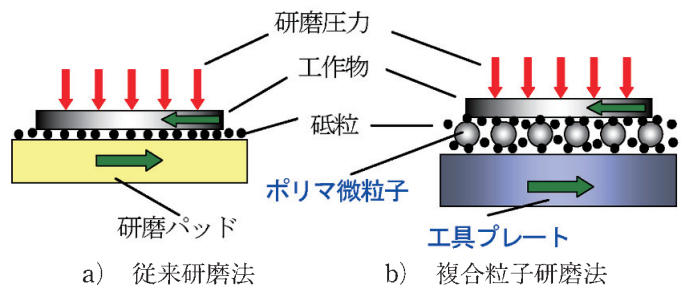 研磨圧力
工作物
砥粒
ポリマ微粒子
研磨パッド
工具プレート
a） 従来研磨法
b） 複合粒子研磨法